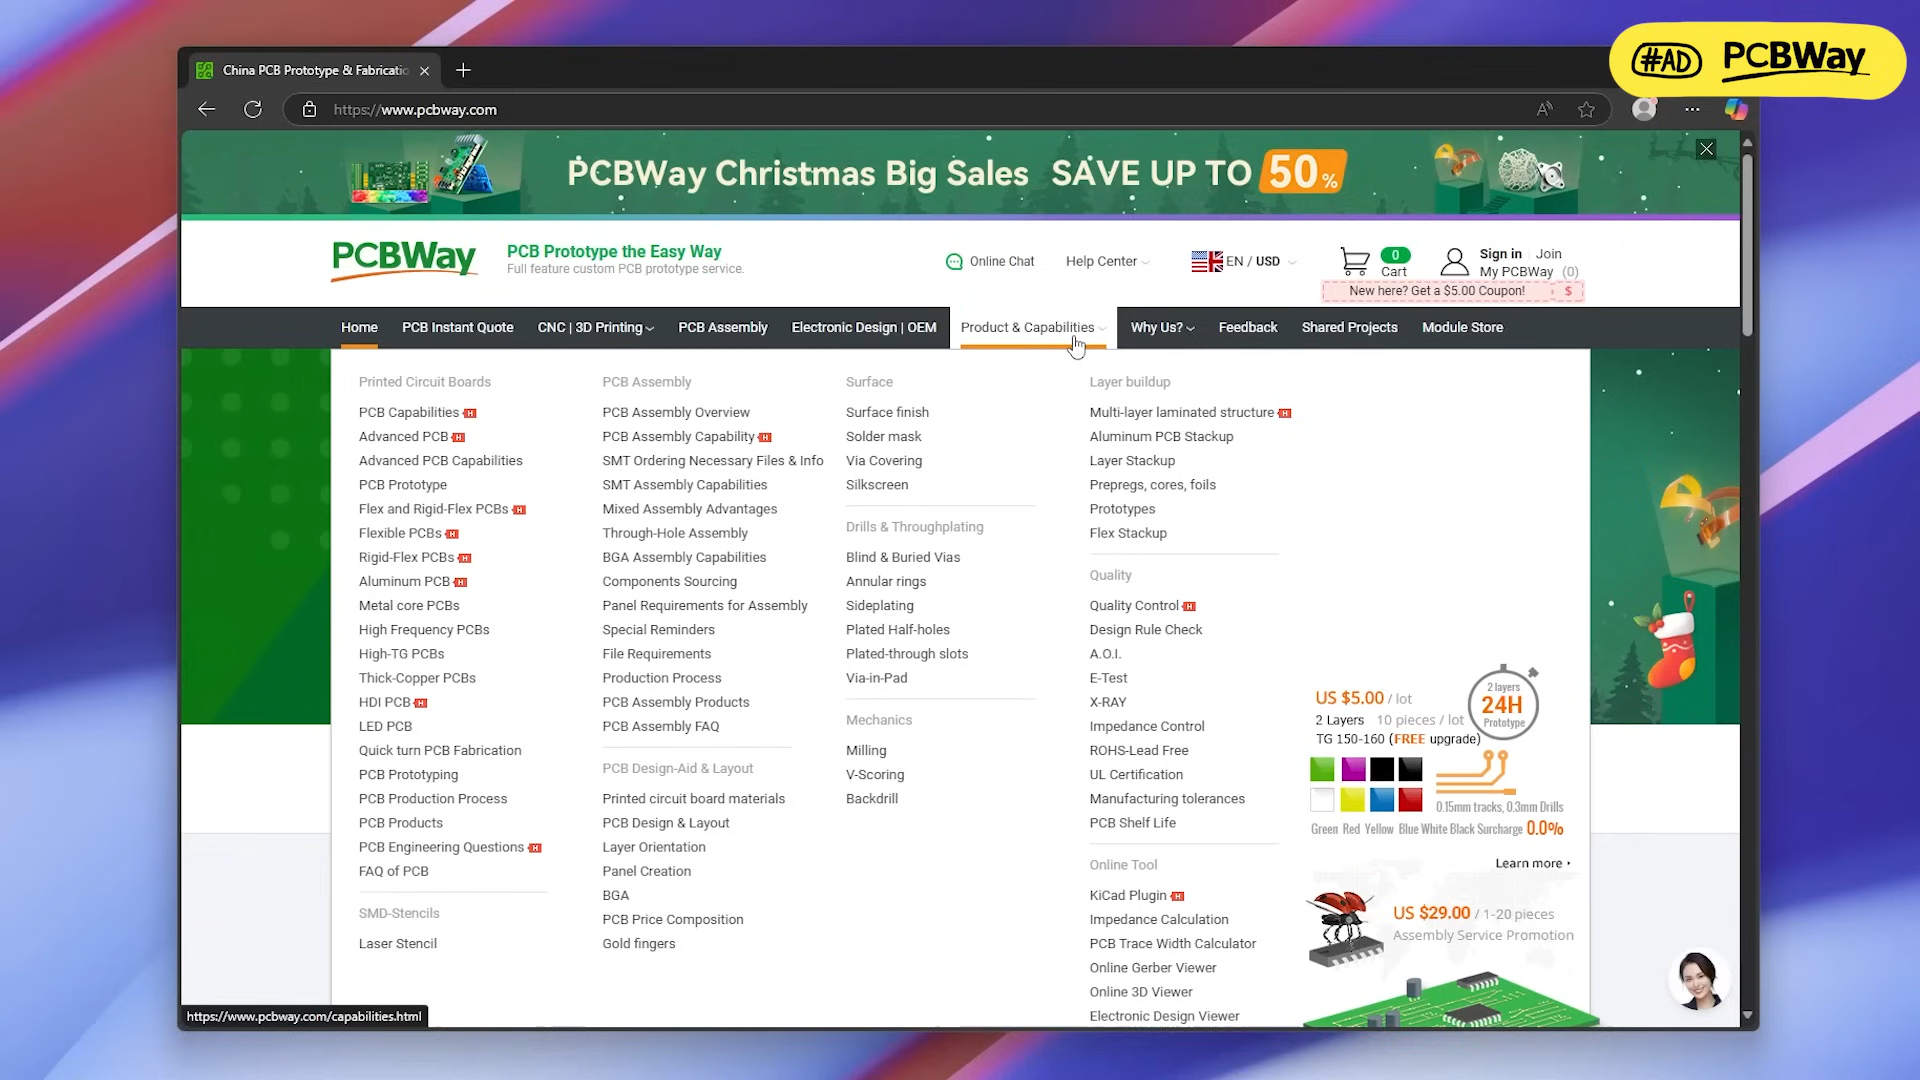 #AD PCBWay
China PCB Prototype & Fabricatio
https://www.pcbway.com
PCBWay Christmas Big Sales SAVE UP TO 50%
PCBWay
PCB Prototype the Easy Way
Full feature custom PCB prototype service.
Online Chat
Help Center
EN / USD
0
Cart
Sign in Join
My PCBWay (0)
New here? Get a $5.00 Coupon! $
Home PCB Instant Quote CNC | 3D Printing PCB Assembly Electronic Design | OEM Product & Capabilities Why Us? Feedback Shared Projects Module Store
Printed Circuit Boards
PCB Capabilities H
Advanced PCB H
Advanced PCB Capabilities
PCB Prototype
Flex and Rigid-Flex PCBs H
Flexible PCBs H
Rigid-Flex PCBs H
Aluminum PCB H
Metal core PCBs
High Frequency PCBs
High-TG PCBs
Thick-Copper PCBs
HDI PCB H
LED PCB
Quick turn PCB Fabrication
PCB Prototyping
PCB Production Process
PCB Products
PCB Engineering Questions H
FAQ of PCB
SMD-Stencils
Laser Stencil
PCB Assembly
PCB Assembly Overview
PCB Assembly Capability H
SMT Ordering Necessary Files & Info
SMT Assembly Capabilities
Mixed Assembly Advantages
Through-Hole Assembly
BGA Assembly Capabilities
Components Sourcing
Panel Requirements for Assembly
Special Reminders
File Requirements
Production Process
PCB Assembly Products
PCB Assembly FAQ
PCB Design-Aid & Layout
Printed circuit board materials
PCB Design & Layout
Layer Orientation
Panel Creation
BGA
PCB Price Composition
Gold fingers
Surface
Surface finish
Solder mask
Via Covering
Silkscreen
Drills & Throughplating
Blind & Buried Vias
Annular rings
Sideplating
Plated Half-holes
Plated-through slots
Via-in-Pad
Mechanics
Milling
V-Scoring
Backdrill
Layer buildup
Multi-layer laminated structure H
Aluminum PCB Stackup
Layer Stackup
Prepregs, cores, foils
Prototypes
Flex Stackup
Quality
Quality Control H
Design Rule Check
A.O.I.
E-Test
X-RAY
Impedance Control
ROHS-Lead Free
UL Certification
Manufacturing tolerances
PCB Shelf Life
Online Tool
KiCad Plugin H
Impedance Calculation
PCB Trace Width Calculator
Online Gerber Viewer
Online 3D Viewer
Electronic Design Viewer
US $5.00 / lot
2 Layers 10 pieces / lot
TG 150-160 (FREE upgrade)
2 layers
24H
Prototype
0.15mm tracks, 0.3mm Drills
Green Red Yellow Blue White Black Surcharge 0.0%
Learn more
US $29.00 / 1-20 pieces
Assembly Service Promotion
https://www.pcbway.com/capabilities.html